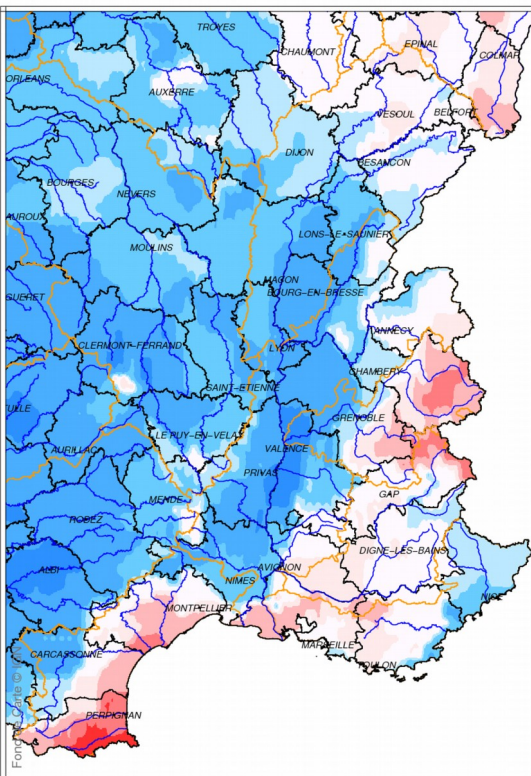 TROYES
EPINAL
CHAUMONT
COLMAR
ORLEANS
AUXERRE
VESOUL
BELFORT
DIJON
BESANCON
BOURGES
NEVERS
AUROUX
LONS-LE-SAUNIER
MOULINS
MACON
BOURG-EN-BRESSE
GUERET
ANNECY
CLERMONT-FERRAND
LYON
CHAMBERY
SAINT-ETIENNE
TULLE
GRENOBLE
LE PUY-EN-VELAY
AURILLAC
VALENCE
PRIVAS
MENDE
GAP
RODEZ
DIGNE-LES-BAINS
ALBI
AVIGNON
NIMES
NICE
MONTPELLIER
MARSEILLE
CARCASSONNE
TOULON
PERPIGNAN
Fond de Carte © IGN